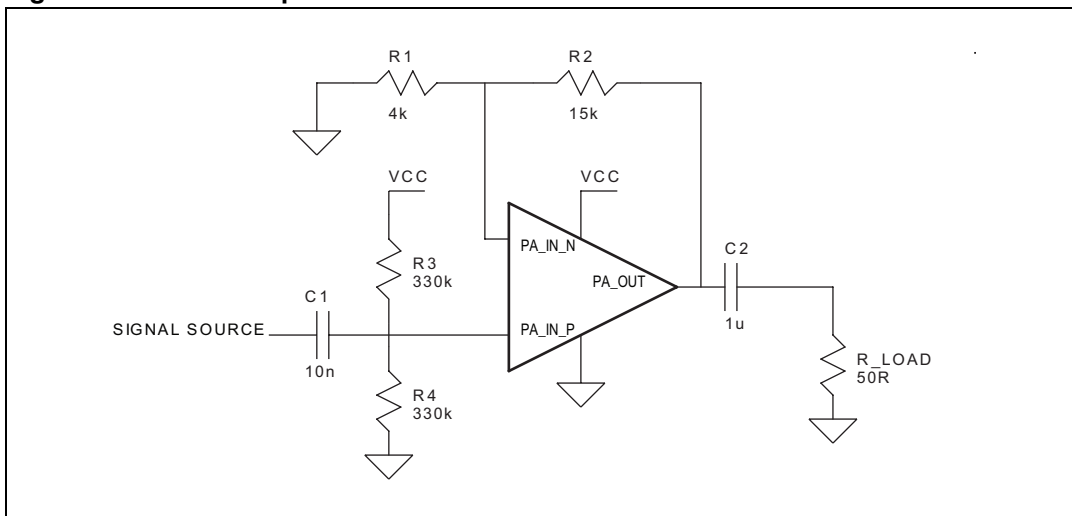 R1
4k
R2
15k
VCC
VCC
R3
330k
PA_IN_N
PA_OUT
C2
1u
C1
10n
SIGNAL SOURCE
PA_IN_P
R_LOAD
50R
R4
330k